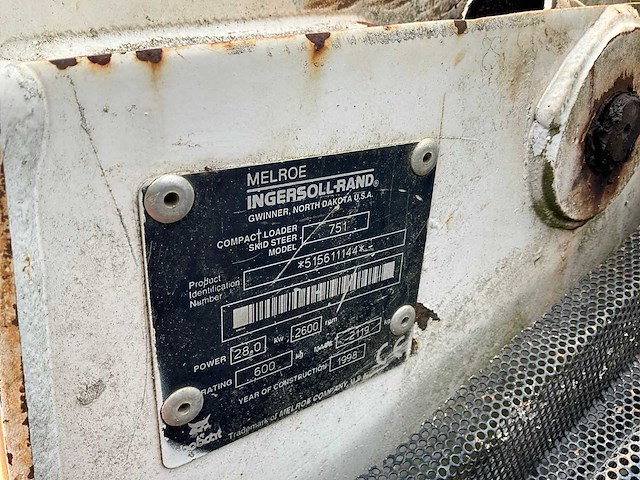 MELROE
INGERSOLL-RAND®
GWINNER, NORTH DAKOTA U.S.A.
COMPACT LOADER
SKID STEER
MODEL 751
Product
Identification
Number *515611144*
POWER 28.0 KW 2600 rpm 2119
RATING 600 kg
YEAR OF CONSTRUCTION 1998 CE
Trademark of MELROE COMPANY,